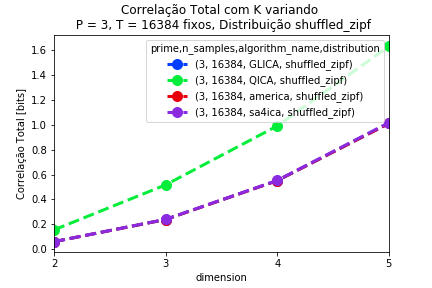 Correlação Total com K variando
P = 3, T = 16384 fixos, Distribuição shuffled_zipf
prime,n_samples,algorithm_name,distribution
(3, 16384, GLICA, shuffled_zipf)
(3, 16384, QICA, shuffled_zipf)
(3, 16384, america, shuffled_zipf)
(3, 16384, sa4ica, shuffled_zipf)
Correlação Total [bits]
1.6
1.4
1.2
1.0
0.8
0.6
0.4
0.2
0.0
2 3 4 5
dimension